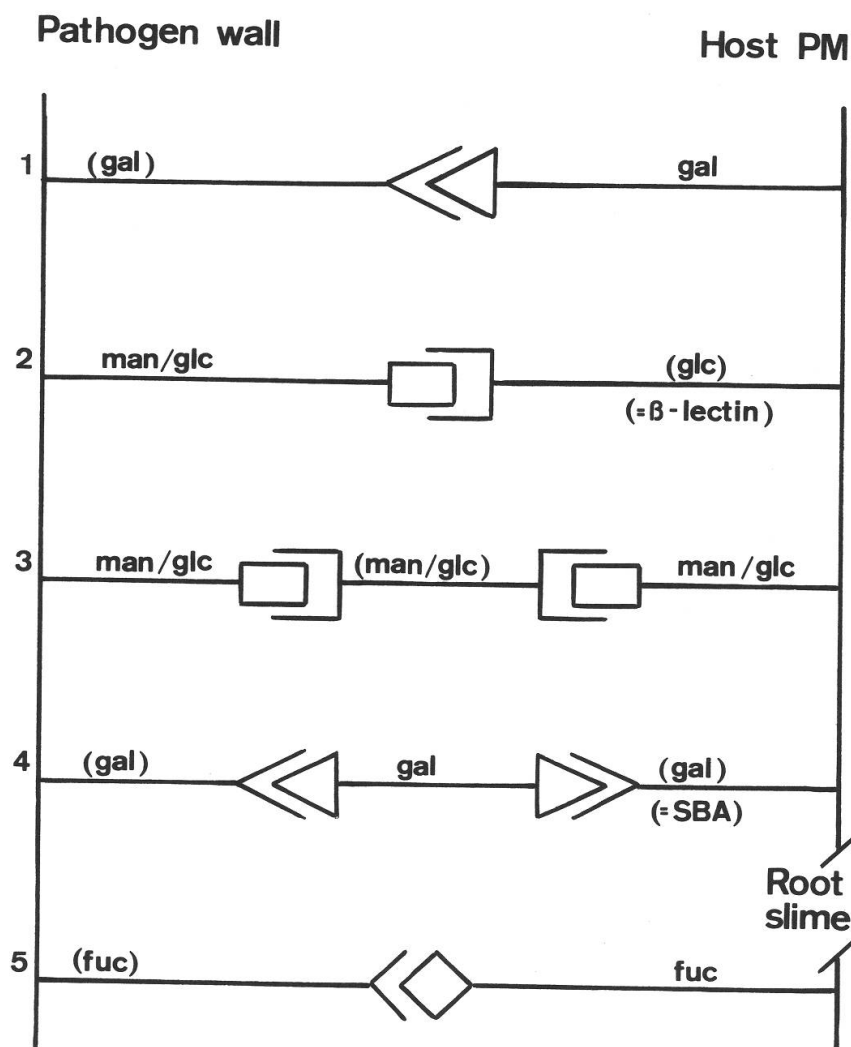 Pathogen wall
Host PM
1 (gal) gal
2 man/glc (glc)
(=β-lectin)
3 man/glc (man/glc) man/glc
4 (gal) gal (gal)
(=SBA)
Root
slime
5 (fuc) fuc